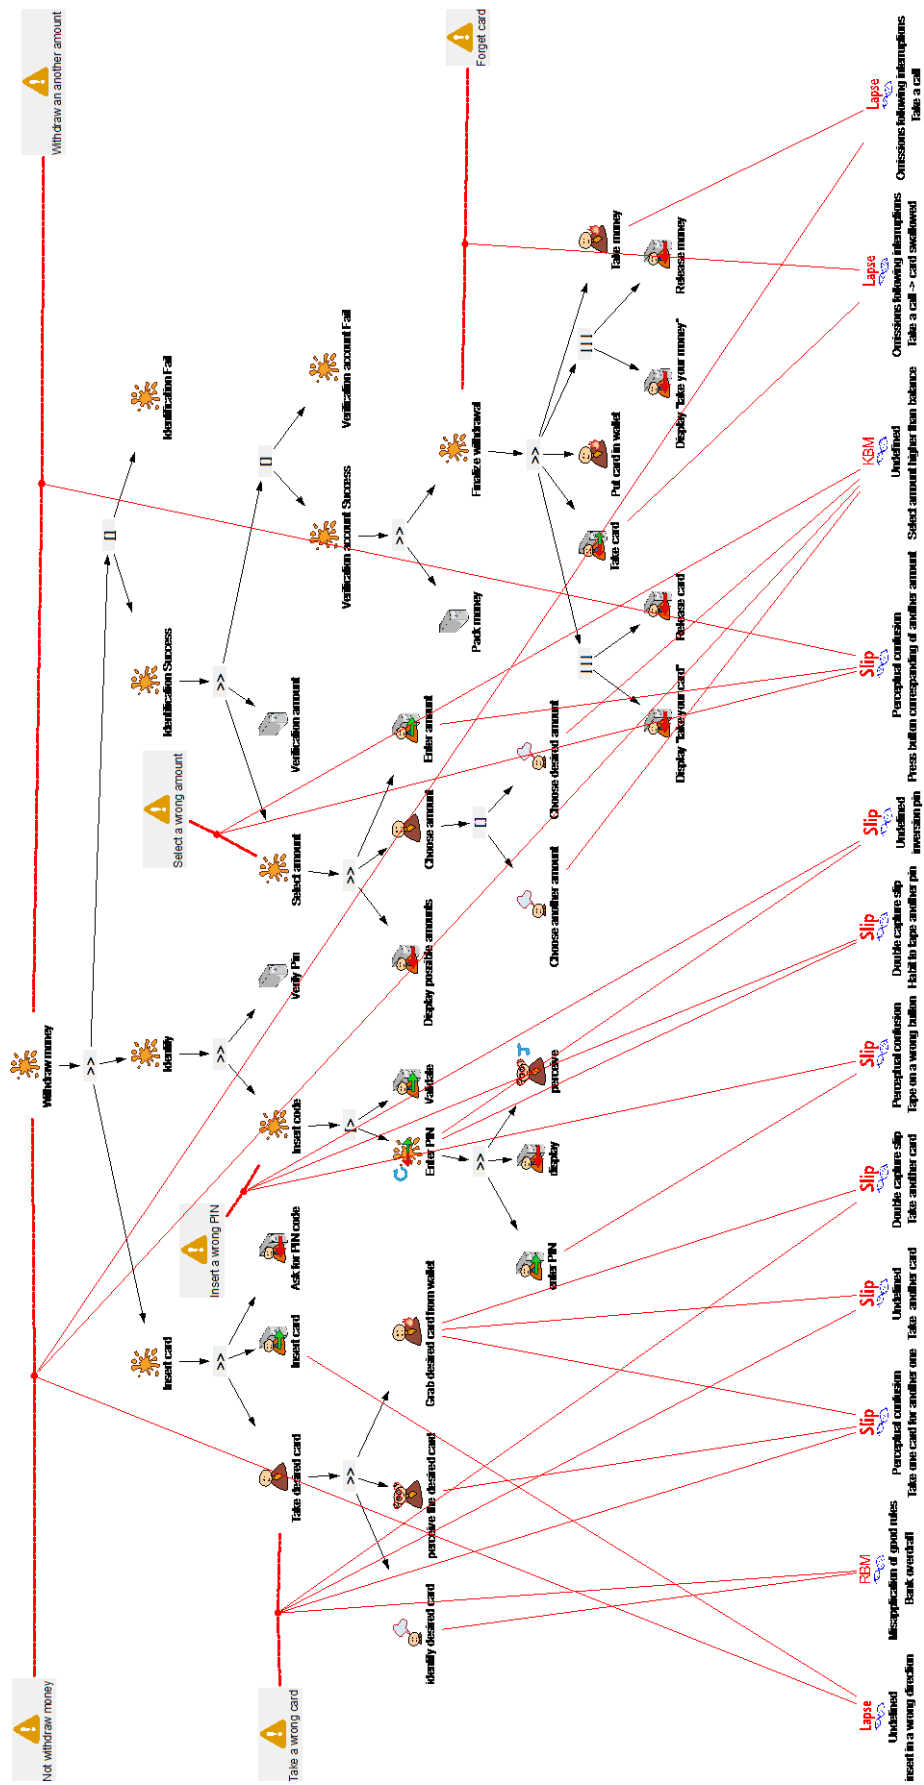 Not withdraw money
Withdraw money
Withdraw an another amount
>>
Insert card
Identify
[]
Identification Success
Identification Fail
>>
>>
>>
Take a wrong card
Take desired card
Insert card
Ask for PIN code
Insert a wrong PIN
Insert code
Verify Pin
Select a wrong amount
Select amount
Verification amount
[]
Verification account Success
Verification account Fail
>>
[>
>>
>>
identify desired card
perceive the desired card
Grab desired card from wallet
Enter PIN
Validate
Display possible amounts
Choose amount
Enter amount
Pack money
Finalize withdrawal
Forget card
>>
[]
>>
enter PIN
display
perceive
Choose another amount
Choose desired amount
|||
Take card
Put card in wallet
|||
Take money
Display "Take your card"
Release card
Display "Take your money"
Release money
Lapse
Undefined
insert in a wrong direction
RBM
Misapplication of good rules
Bank overdraft
Slip
Perceptual confusion
Take one card for another one
Slip
Undefined
Take another card
Slip
Double capture slip
Take another card
Slip
Perceptual confusion
Tape on a wrong button
Slip
Double capture slip
Habit to tape another pin
Slip
Undefined
inversion pin
Slip
Perceptual confusion
Press button correspanding of another amount
KBM
Undefined
Select amount higher than balance
Lapse
Omissions following interruptions
Take a call -> card swallowed
Lapse
Omissions following interruptions
Take a call